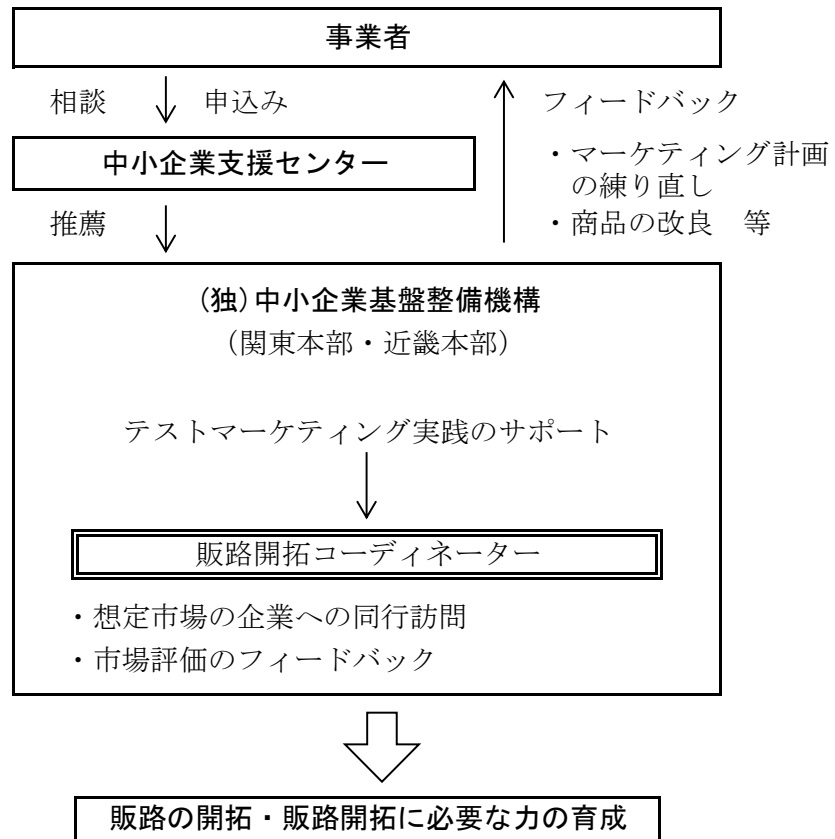 事業者
相談 申込み
フィードバック
・マーケティング計画
の練り直し
・商品の改良 等
中小企業支援センター
推薦
(独)中小企業基盤整備機構
(関東本部・近畿本部)
テストマーケティング実践のサポート
販路開拓コーディネーター
・想定市場の企業への同行訪問
・市場評価のフィードバック
販路の開拓・販路開拓に必要な力の育成